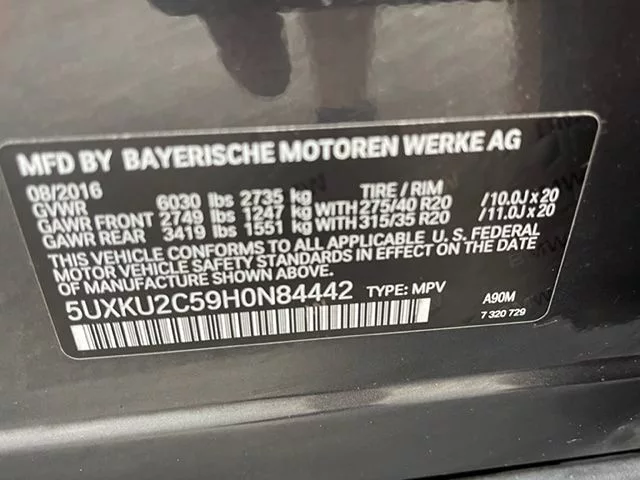 MFD BY BAYERISCHE MOTOREN WERKE AG
08/2016
GVWR 6030 lbs 2735 kg TIRE / RIM
GAWR FRONT 2749 lbs 1247 kg WITH 275/40 R20 /10.0J x 20
GAWR REAR 3419 lbs 1551 kg WITH 315/35 R20 /11.0J x 20
THIS VEHICLE CONFORMS TO ALL APPLICABLE U. S. FEDERAL
MOTOR VEHICLE SAFETY STANDARDS IN EFFECT ON THE DATE
OF MANUFACTURE SHOWN ABOVE.
5UXKU2C59H0N84442 TYPE: MPV A90M
7 320 729